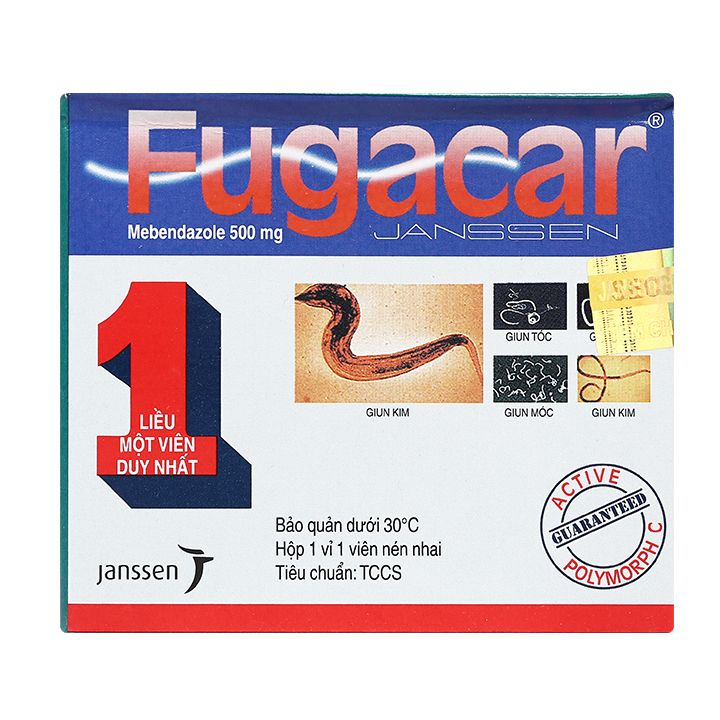 Fugacar®
Mebendazole 500 mg
JANSSEN
1
LIỀU
MỘT VIÊN
DUY NHẤT
GIUN KIM
GIUN TÓC
GIUN MÓC
GIUN KIM
Bảo quản dưới 30°C
Hộp 1 vỉ 1 viên nén nhai
Tiêu chuẩn: TCCS
janssen
ACTIVE
GUARANTEED
POLYMORPH C